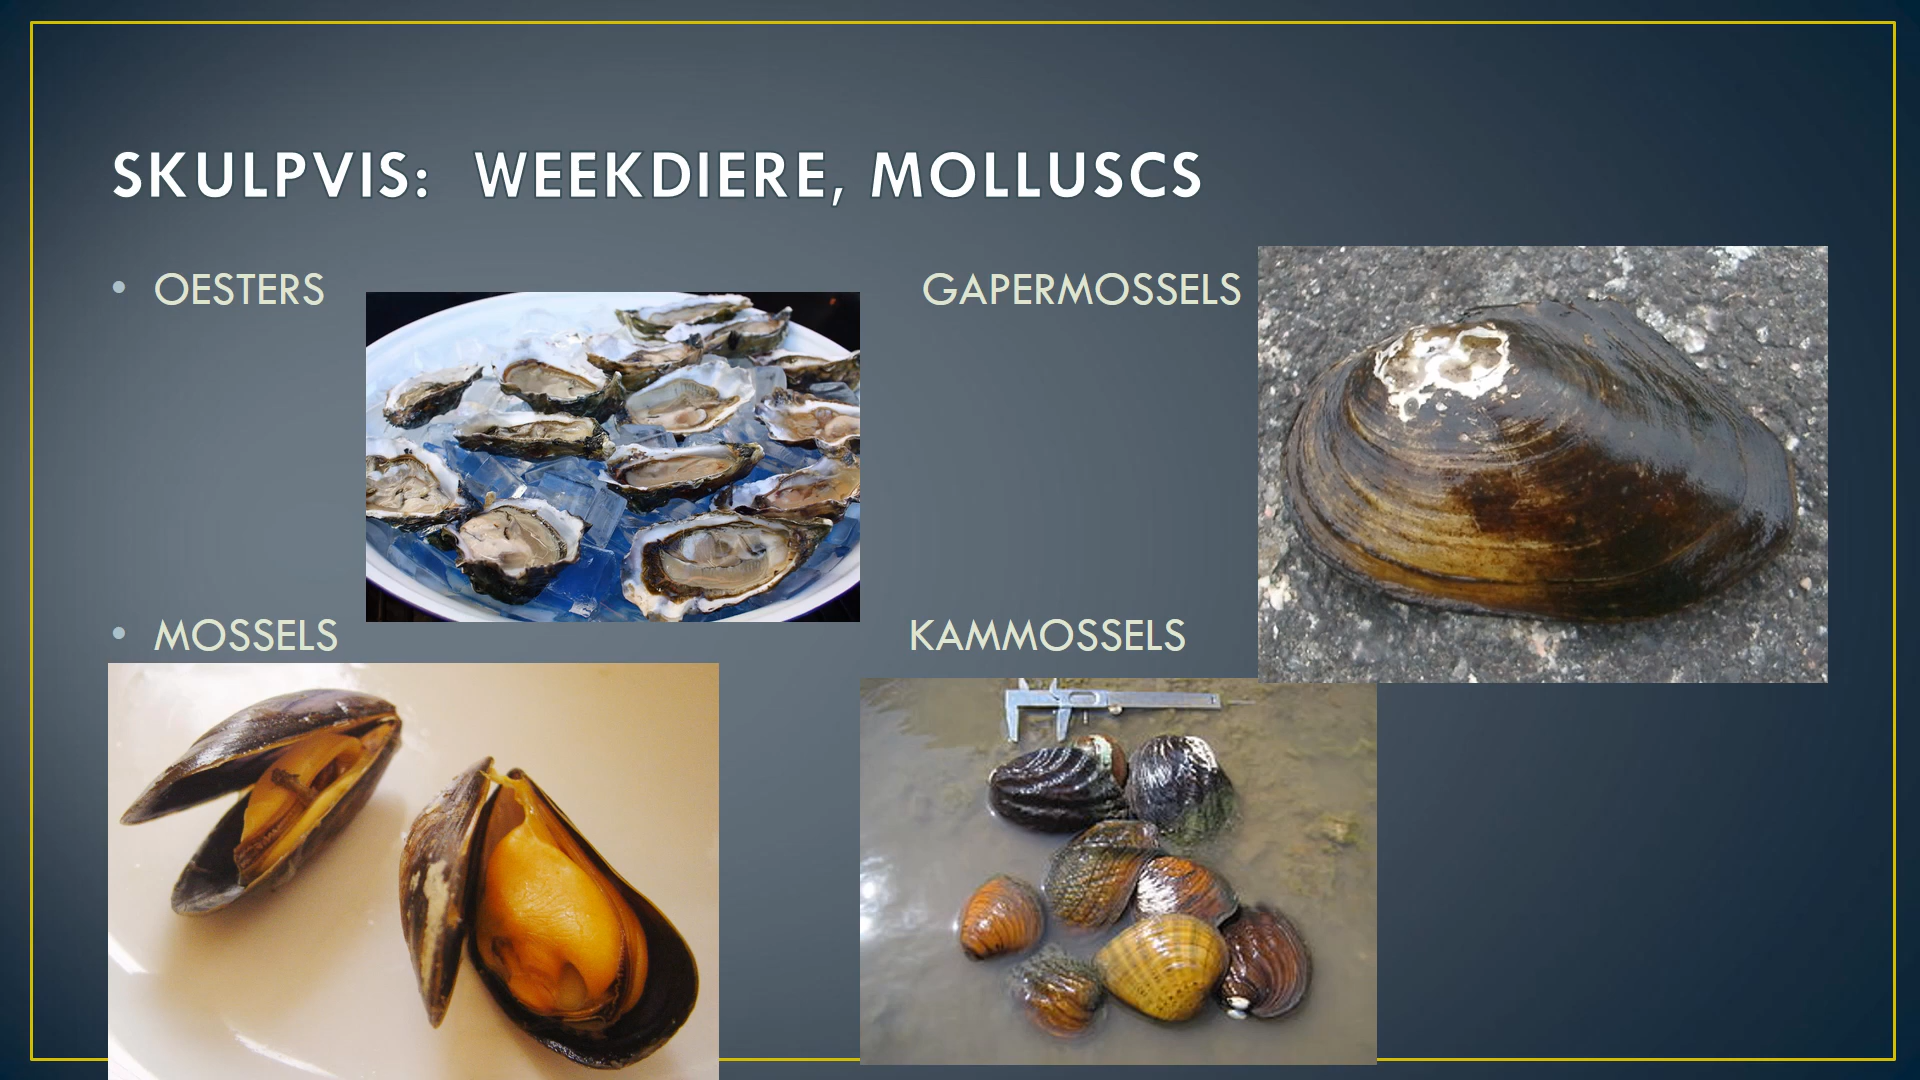 SKULPVIS:  WEEKDIERE, MOLLUSCS
• OESTERS
GAPERMOSSELS
• MOSSELS
KAMMOSSELS